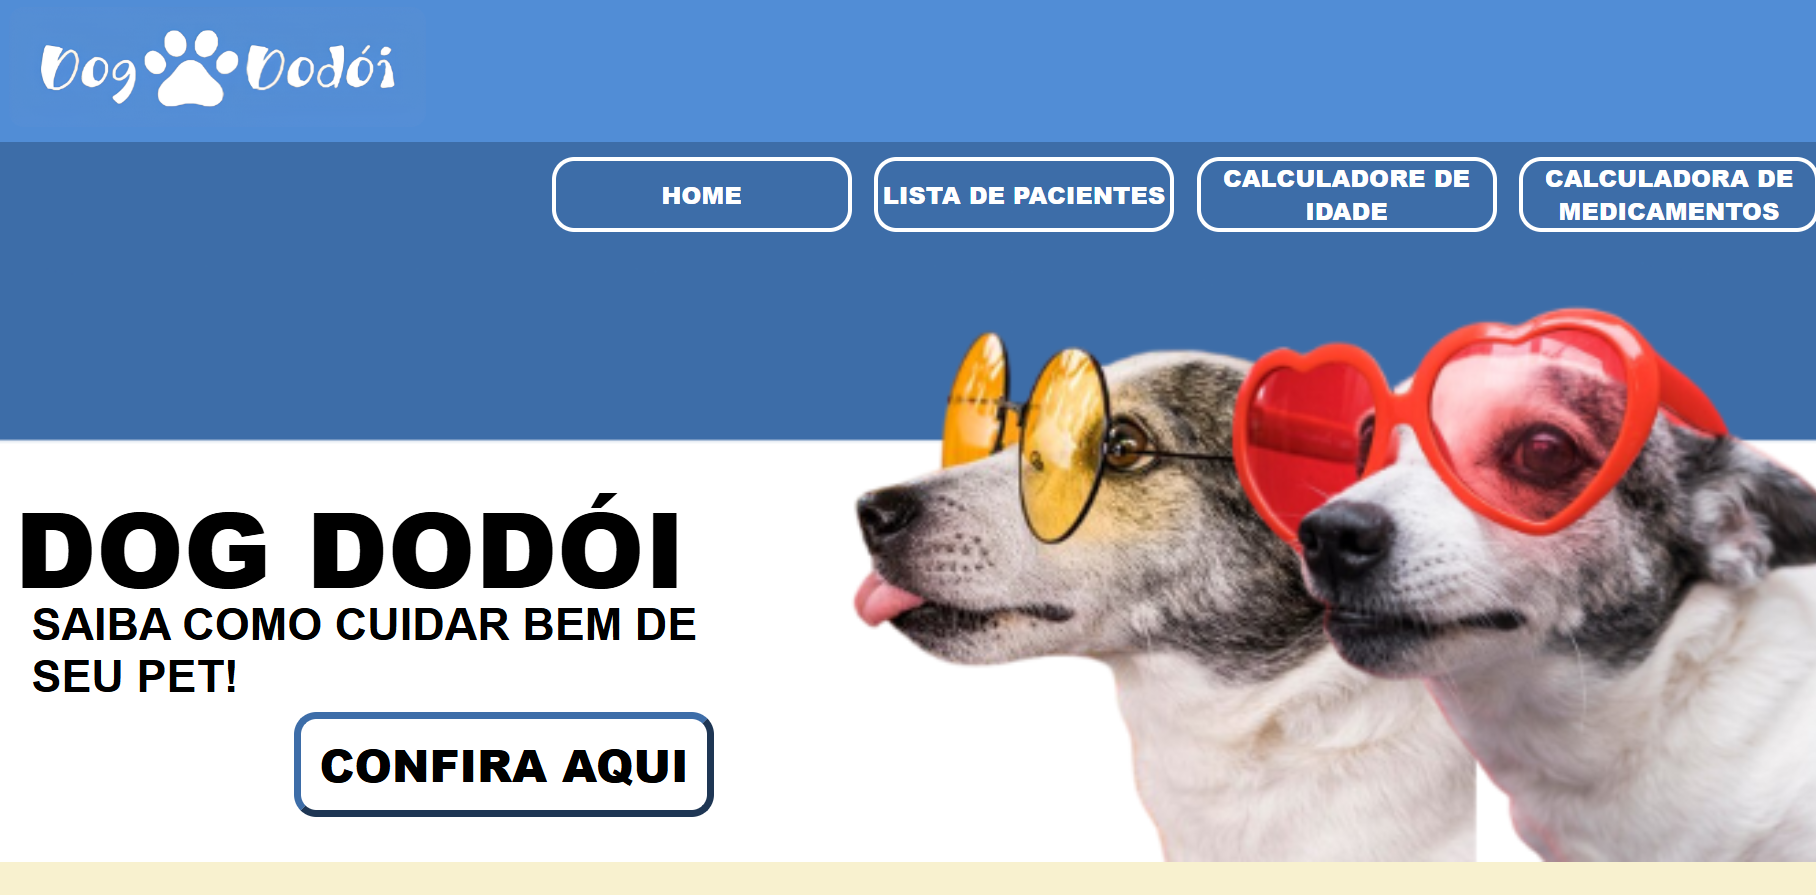 Dog Dodói
HOME
LISTA DE PACIENTES
CALCULADORE DE
IDADE
CALCULADORA DE
MEDICAMENTOS
DOG DODÓI
SAIBA COMO CUIDAR BEM DE
SEU PET!
CONFIRA AQUI